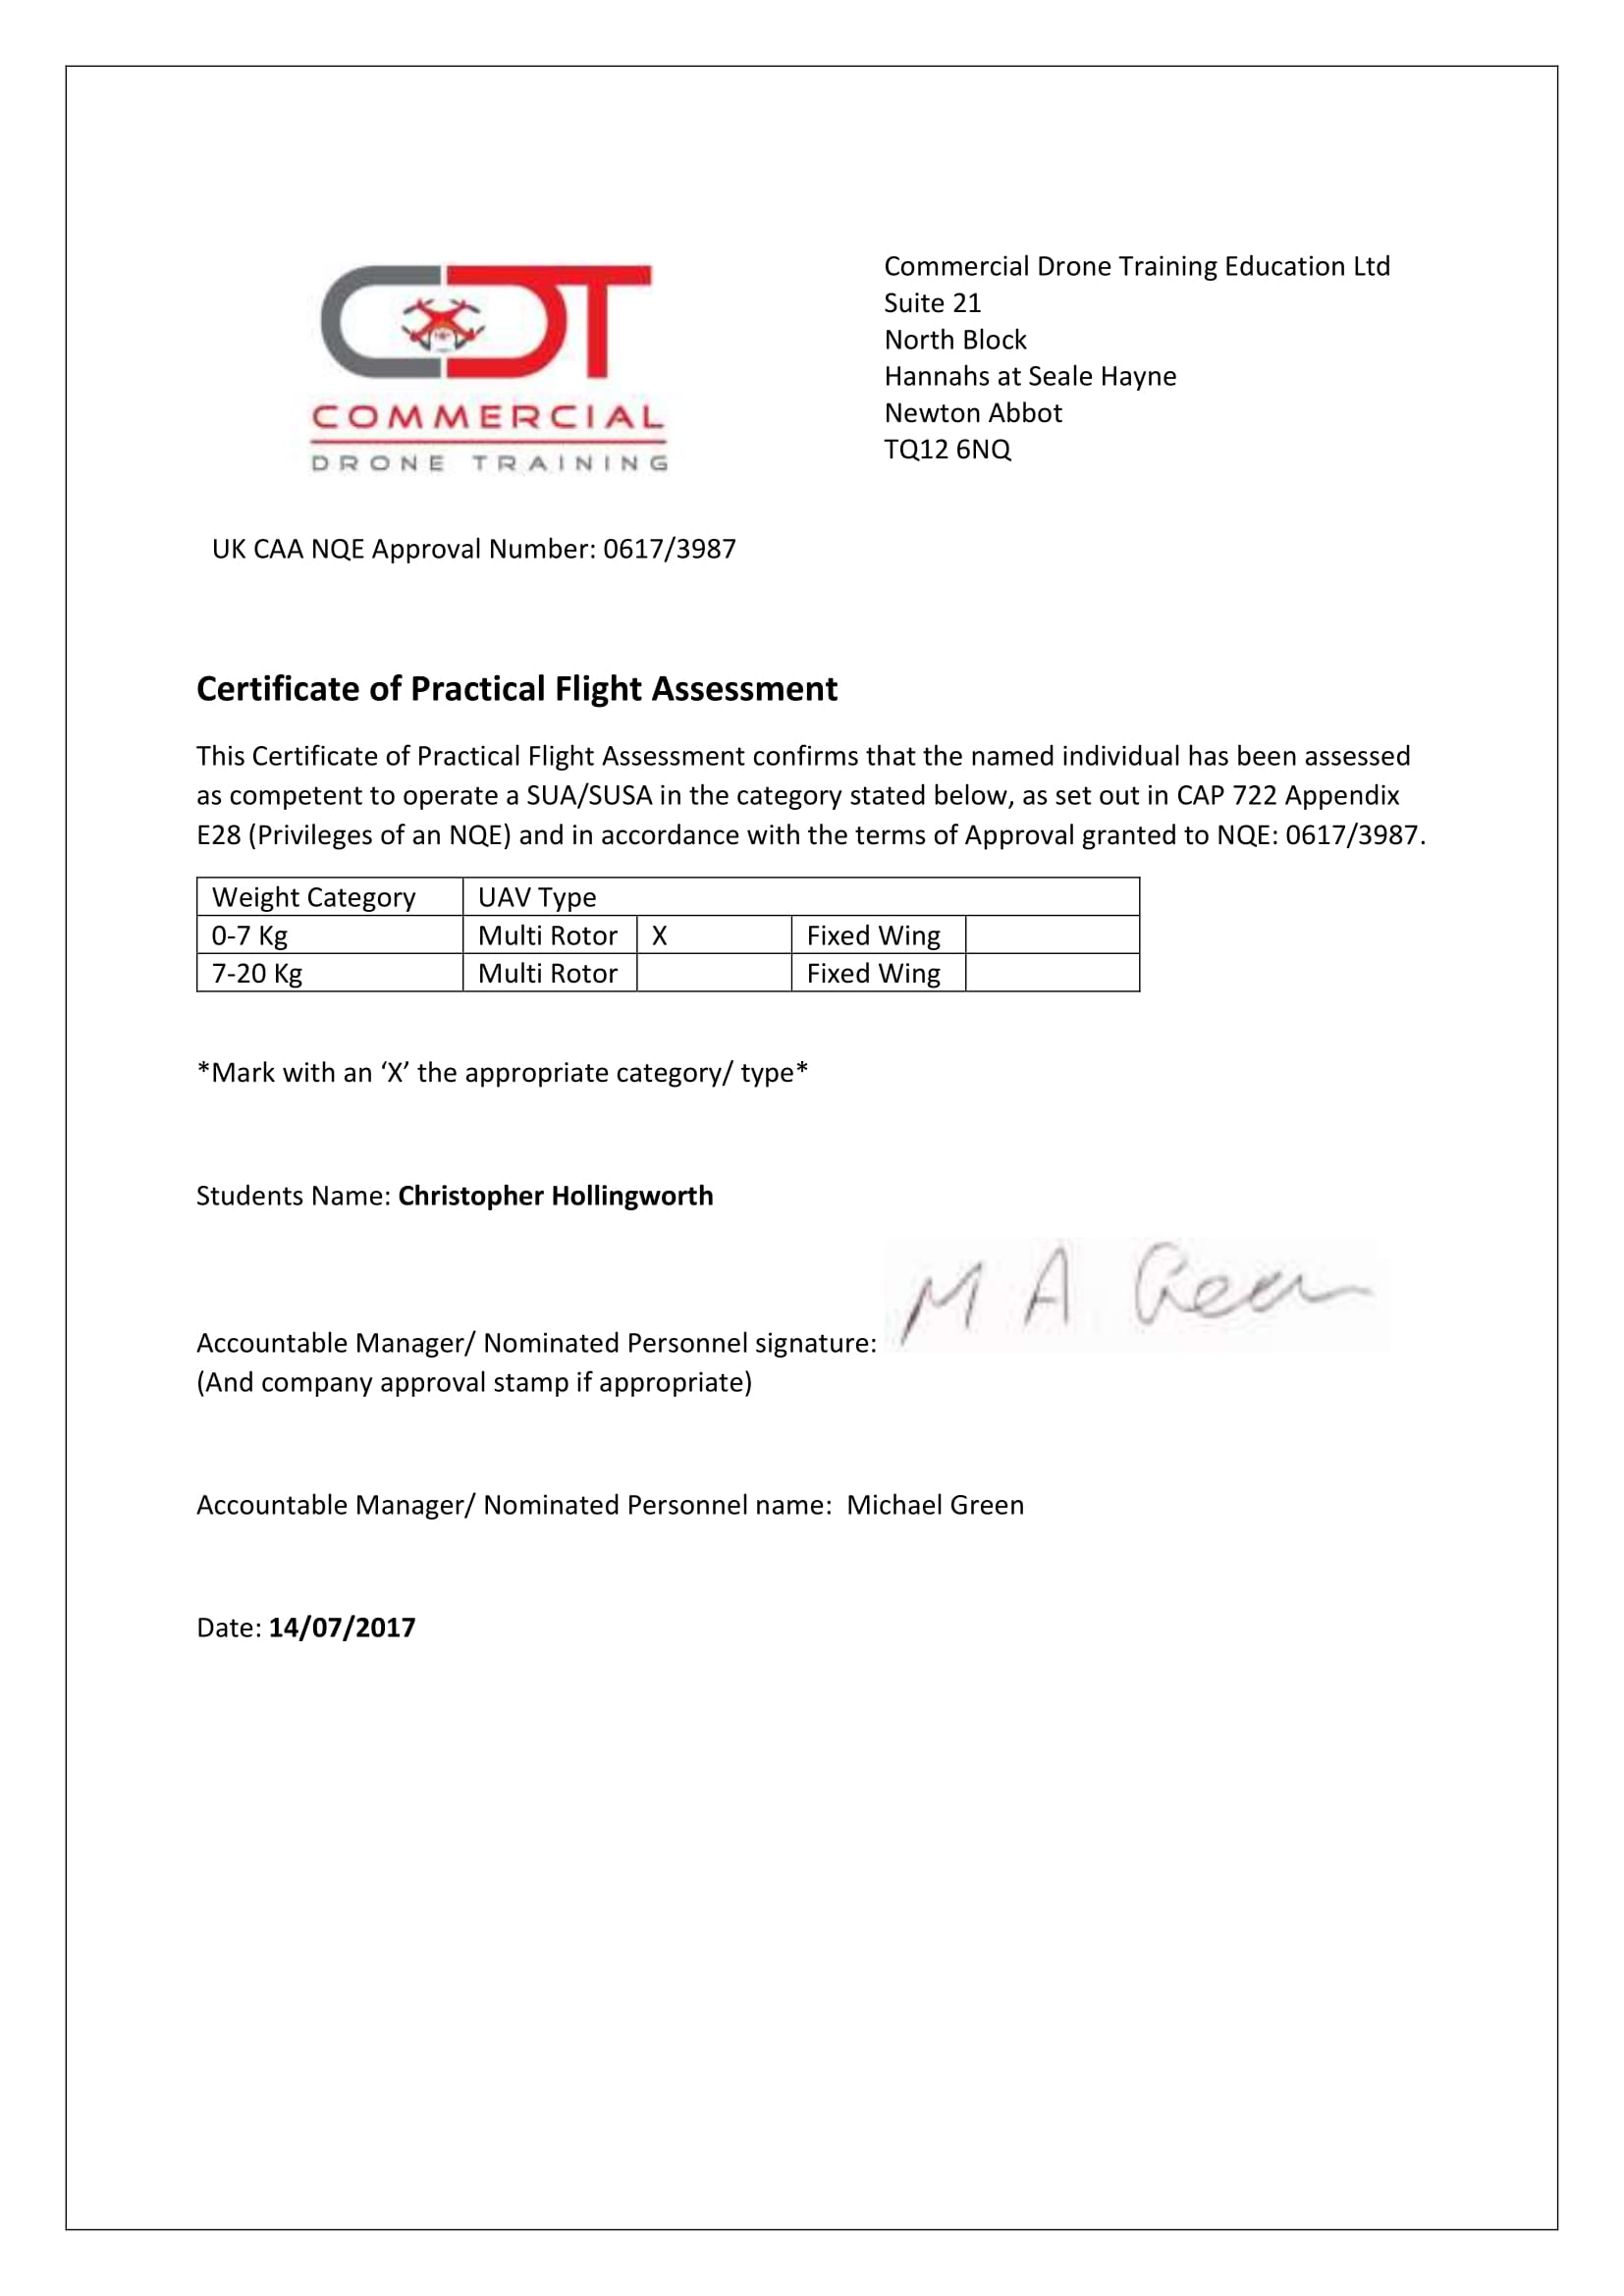 CDT
COMMERCIAL
DRONE TRAINING
Commercial Drone Training Education Ltd
Suite 21
North Block
Hannahs at Seale Hayne
Newton Abbot
TQ12 6NQ
UK CAA NQE Approval Number: 0617/3987
Certificate of Practical Flight Assessment
This Certificate of Practical Flight Assessment confirms that the named individual has been assessed
as competent to operate a SUA/SUSA in the category stated below, as set out in CAP 722 Appendix
E28 (Privileges of an NQE) and in accordance with the terms of Approval granted to NQE: 0617/3987.
Weight Category UAV Type
0-7 Kg Multi Rotor X Fixed Wing
7-20 Kg Multi Rotor Fixed Wing
*Mark with an ‘X’ the appropriate category/ type*
Students Name: Christopher Hollingworth
M A Green
Accountable Manager/ Nominated Personnel signature:
(And company approval stamp if appropriate)
Accountable Manager/ Nominated Personnel name: Michael Green
Date: 14/07/2017